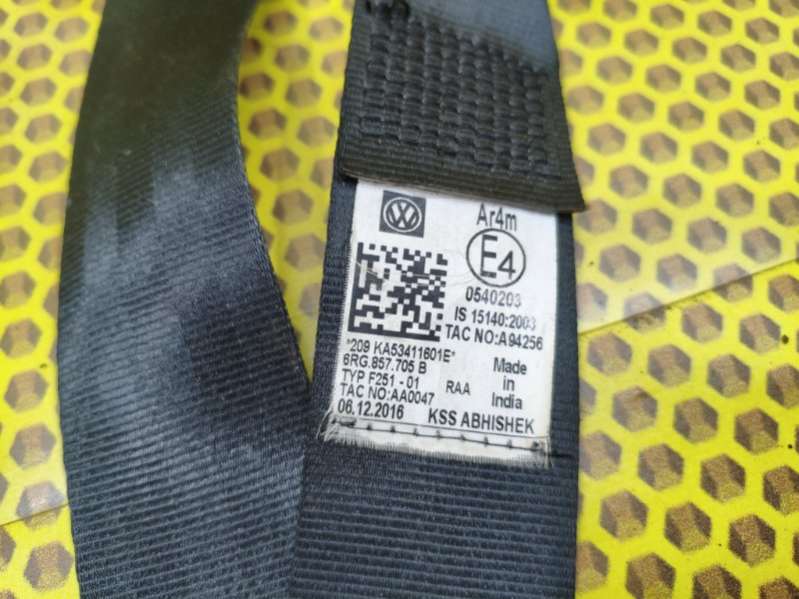 Ar4m
E4
0540203
IS 15140:2003
TAC NO:A94256
*209 KA53411601E*
6RG.857.705 B
TYP F251 - 01
RAA
TAC NO:AA0047
Made
in
India
06.12.2016
KSS ABHISHEK